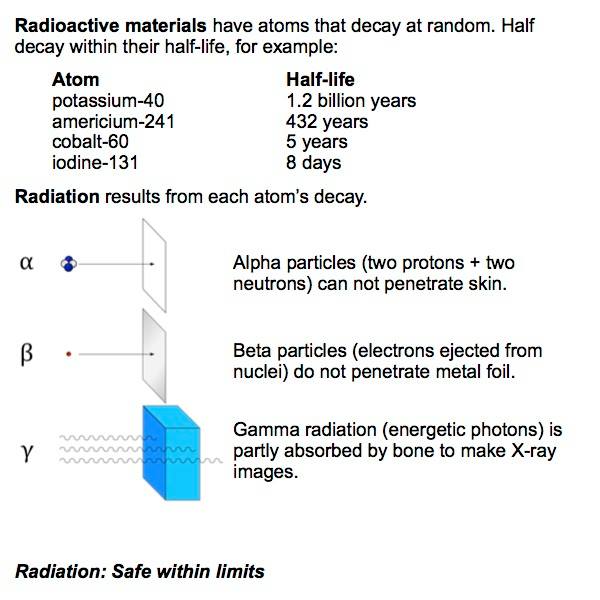 Radioactive materials have atoms that decay at random. Half
decay within their half-life, for example:
Atom Half-life
potassium-40 1.2 billion years
americium-241 432 years
cobalt-60 5 years
iodine-131 8 days
Radiation results from each atom's decay.
α Alpha particles (two protons + two
neutrons) can not penetrate skin.
β Beta particles (electrons ejected from
nuclei) do not penetrate metal foil.
γ Gamma radiation (energetic photons) is
partly absorbed by bone to make X-ray
images.
Radiation: Safe within limits